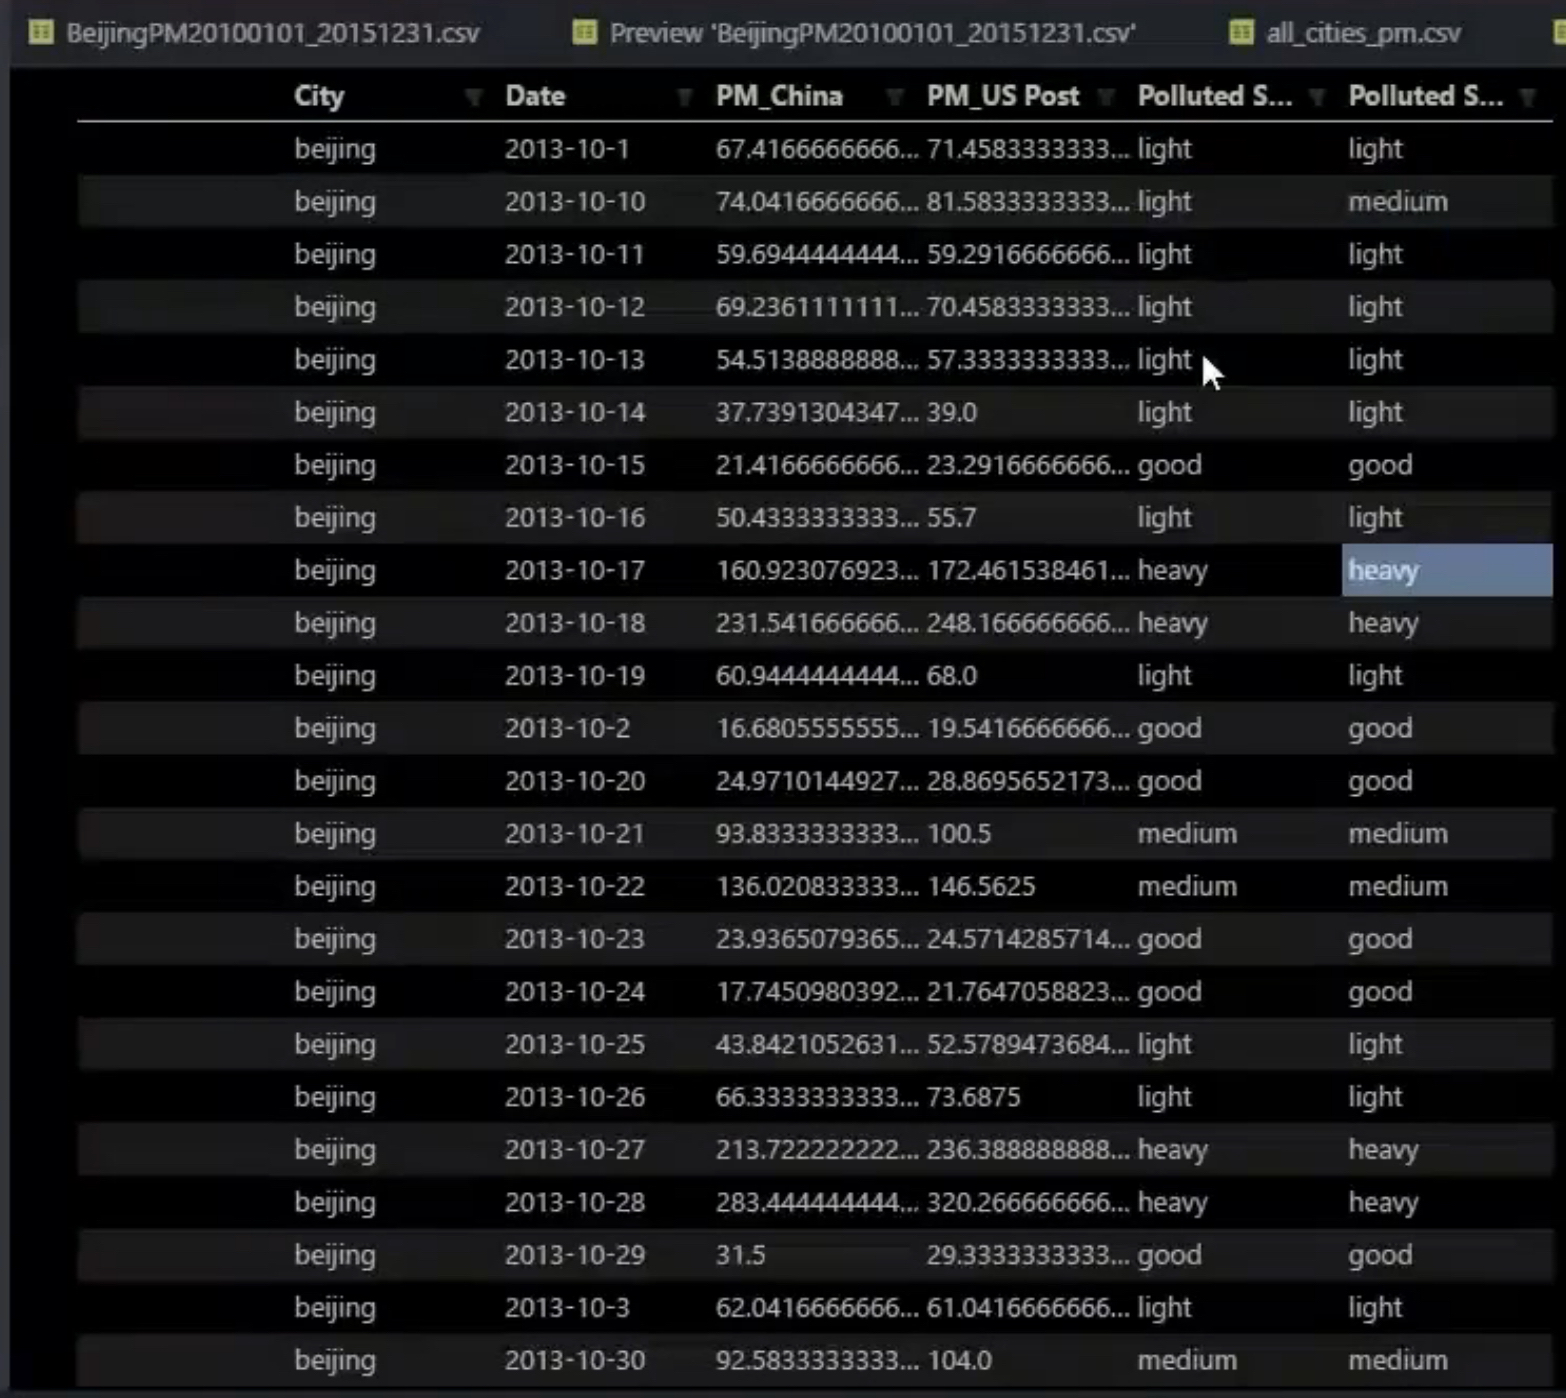 BeijingPM20100101_20151231.csv Preview 'BeijingPM20100101_20151231.csv' all_cities_pm.csv
City Date PM_China PM_US Post Polluted S... Polluted S...
beijing 2013-10-1 67.4166666666... 71.4583333333... light light
beijing 2013-10-10 74.0416666666... 81.5833333333... light medium
beijing 2013-10-11 59.6944444444... 59.2916666666... light light
beijing 2013-10-12 69.2361111111... 70.4583333333... light light
beijing 2013-10-13 54.5138888888... 57.3333333333... light light
beijing 2013-10-14 37.7391304347... 39.0 light light
beijing 2013-10-15 21.4166666666... 23.2916666666... good good
beijing 2013-10-16 50.4333333333... 55.7 light light
beijing 2013-10-17 160.923076923... 172.461538461... heavy heavy
beijing 2013-10-18 231.541666666... 248.166666666... heavy heavy
beijing 2013-10-19 60.9444444444... 68.0 light light
beijing 2013-10-2 16.6805555555... 19.5416666666... good good
beijing 2013-10-20 24.9710144927... 28.8695652173... good good
beijing 2013-10-21 93.8333333333... 100.5 medium medium
beijing 2013-10-22 136.020833333... 146.5625 medium medium
beijing 2013-10-23 23.9365079365... 24.5714285714... good good
beijing 2013-10-24 17.7450980392... 21.7647058823... good good
beijing 2013-10-25 43.8421052631... 52.5789473684... light light
beijing 2013-10-26 66.3333333333... 73.6875 light light
beijing 2013-10-27 213.722222222... 236.388888888... heavy heavy
beijing 2013-10-28 283.444444444... 320.266666666... heavy heavy
beijing 2013-10-29 31.5 29.3333333333... good good
beijing 2013-10-3 62.0416666666... 61.0416666666... light light
beijing 2013-10-30 92.5833333333... 104.0 medium medium